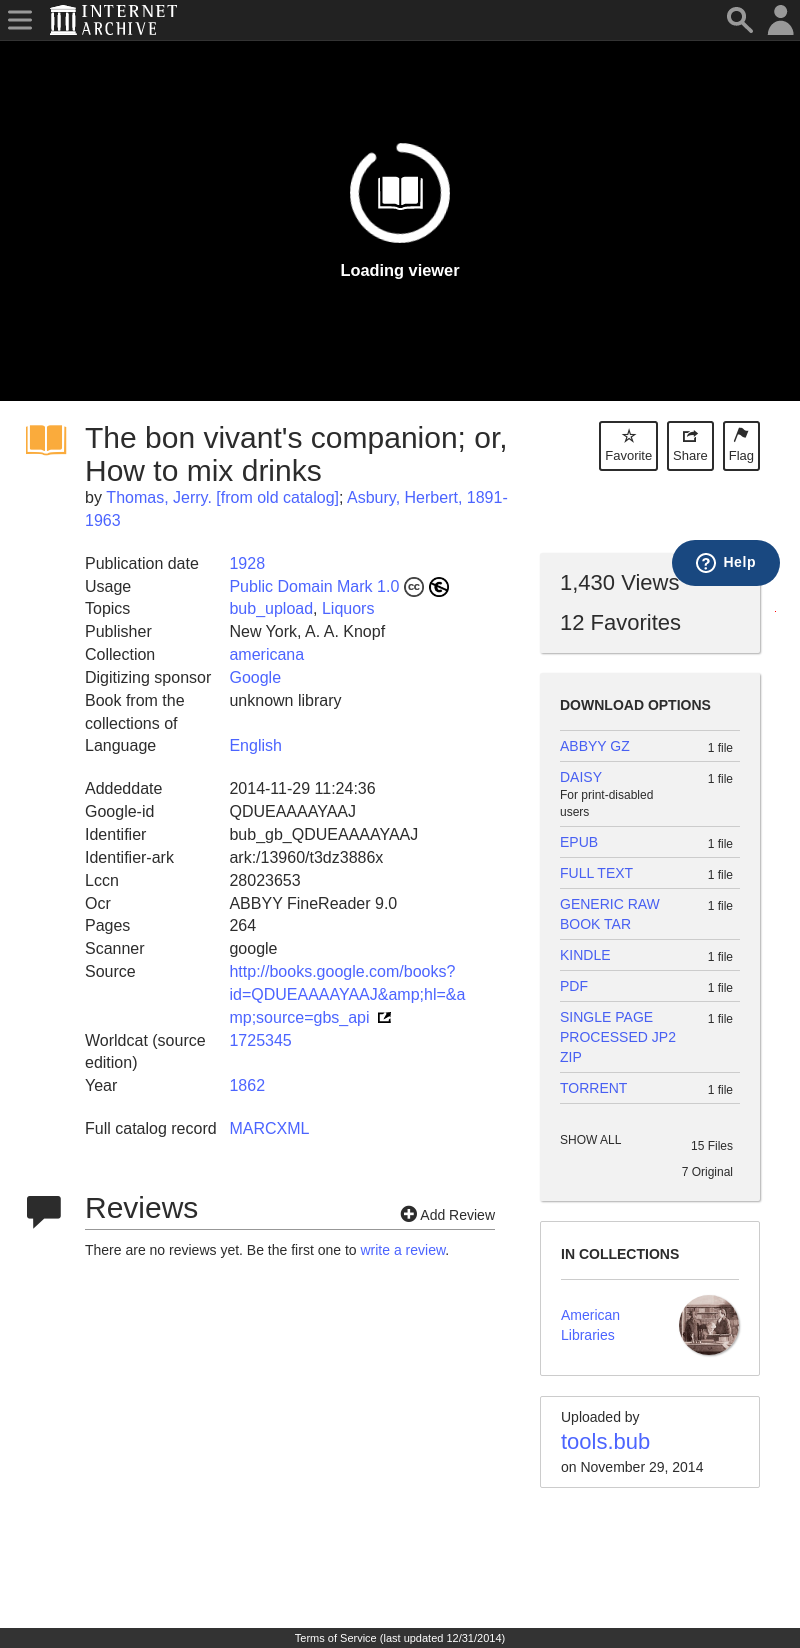 INTERNET
ARCHIVE
Loading viewer
The bon vivant's companion; or,
How to mix drinks
by Thomas, Jerry. [from old catalog]; Asbury, Herbert, 1891-
1963
Favorite
Share
Flag
Publication date 1928
Usage Public Domain Mark 1.0
Topics bub_upload, Liquors
Publisher New York, A. A. Knopf
Collection americana
Digitizing sponsor Google
Book from the unknown library
collections of
Language English
Addeddate 2014-11-29 11:24:36
Google-id QDUEAAAAYAAJ
Identifier bub_gb_QDUEAAAAYAAJ
Identifier-ark ark:/13960/t3dz3886x
Lccn 28023653
Ocr ABBYY FineReader 9.0
Pages 264
Scanner google
Source http://books.google.com/books?
id=QDUEAAAAYAAJ&amp;hl=&a
mp;source=gbs_api
Worldcat (source 1725345
edition)
Year 1862
Full catalog record MARCXML
Reviews
Add Review
There are no reviews yet. Be the first one to write a review.
Help
1,430 Views
12 Favorites
DOWNLOAD OPTIONS
ABBYY GZ 1 file
DAISY 1 file
For print-disabled
users
EPUB 1 file
FULL TEXT 1 file
GENERIC RAW 1 file
BOOK TAR
KINDLE 1 file
PDF 1 file
SINGLE PAGE 1 file
PROCESSED JP2
ZIP
TORRENT 1 file
SHOW ALL 15 Files
7 Original
IN COLLECTIONS
American
Libraries
Uploaded by
tools.bub
on November 29, 2014
Terms of Service (last updated 12/31/2014)